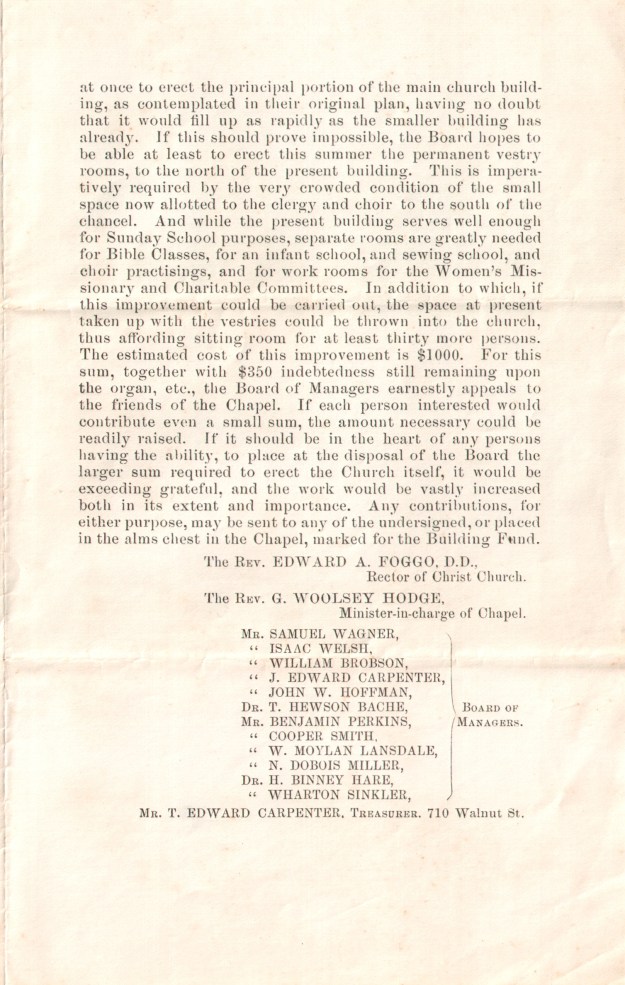 at once to erect the principal portion of the main church build-
ing, as contemplated in their original plan, having no doubt
that it would fill up as rapidly as the smaller building has
already. If this should prove impossible, the Board hopes to
be able at least to erect this summer the permanent vestry
rooms, to the north of the present building. This is impera-
tively required by the very crowded condition of the small
space now allotted to the clergy and choir to the south of the
chancel. And while the present building serves well enough
for Sunday School purposes, separate rooms are greatly needed
for Bible Classes, for an infant school, and sewing school, and
choir practisings, and for work rooms for the Women's Mis-
sionary and Charitable Committees. In addition to which, if
this improvement could be carried out, the space at present
taken up with the vestries could be thrown into the church,
thus affording sitting room for at least thirty more persons.
The estimated cost of this improvement is $1000. For this
sum, together with $350 indebtedness still remaining upon
the organ, etc., the Board of Managers earnestly appeals to
the friends of the Chapel. If each person interested would
contribute even a small sum, the amount necessary could be
readily raised. If it should be in the heart of any persons
having the ability, to place at the disposal of the Board the
larger sum required to erect the Church itself, it would be
exceeding grateful, and the work would be vastly increased
both in its extent and importance. Any contributions, for
either purpose, may be sent to any of the undersigned, or placed
in the alms chest in the Chapel, marked for the Building Fund.
The Rev. EDWARD A. FOGGO, D.D.,
Rector of Christ Church.
The Rev. G. WOOLSEY HODGE,
Minister-in-charge of Chapel.
Mr. SAMUEL WAGNER,
" ISAAC WELSH,
" WILLIAM BROBSON,
" J. EDWARD CARPENTER,
" JOHN W. HOFFMAN,
Dr. T. HEWSON BACHE,
Mr. BENJAMIN PERKINS,
" COOPER SMITH,
" W. MOYLAN LANSDALE,
" N. DOBOIS MILLER,
Dr. H. BINNEY HARE,
" WHARTON SINKLER,
Board of
Managers.
Mr. T. EDWARD CARPENTER, Treasurer. 710 Walnut St.